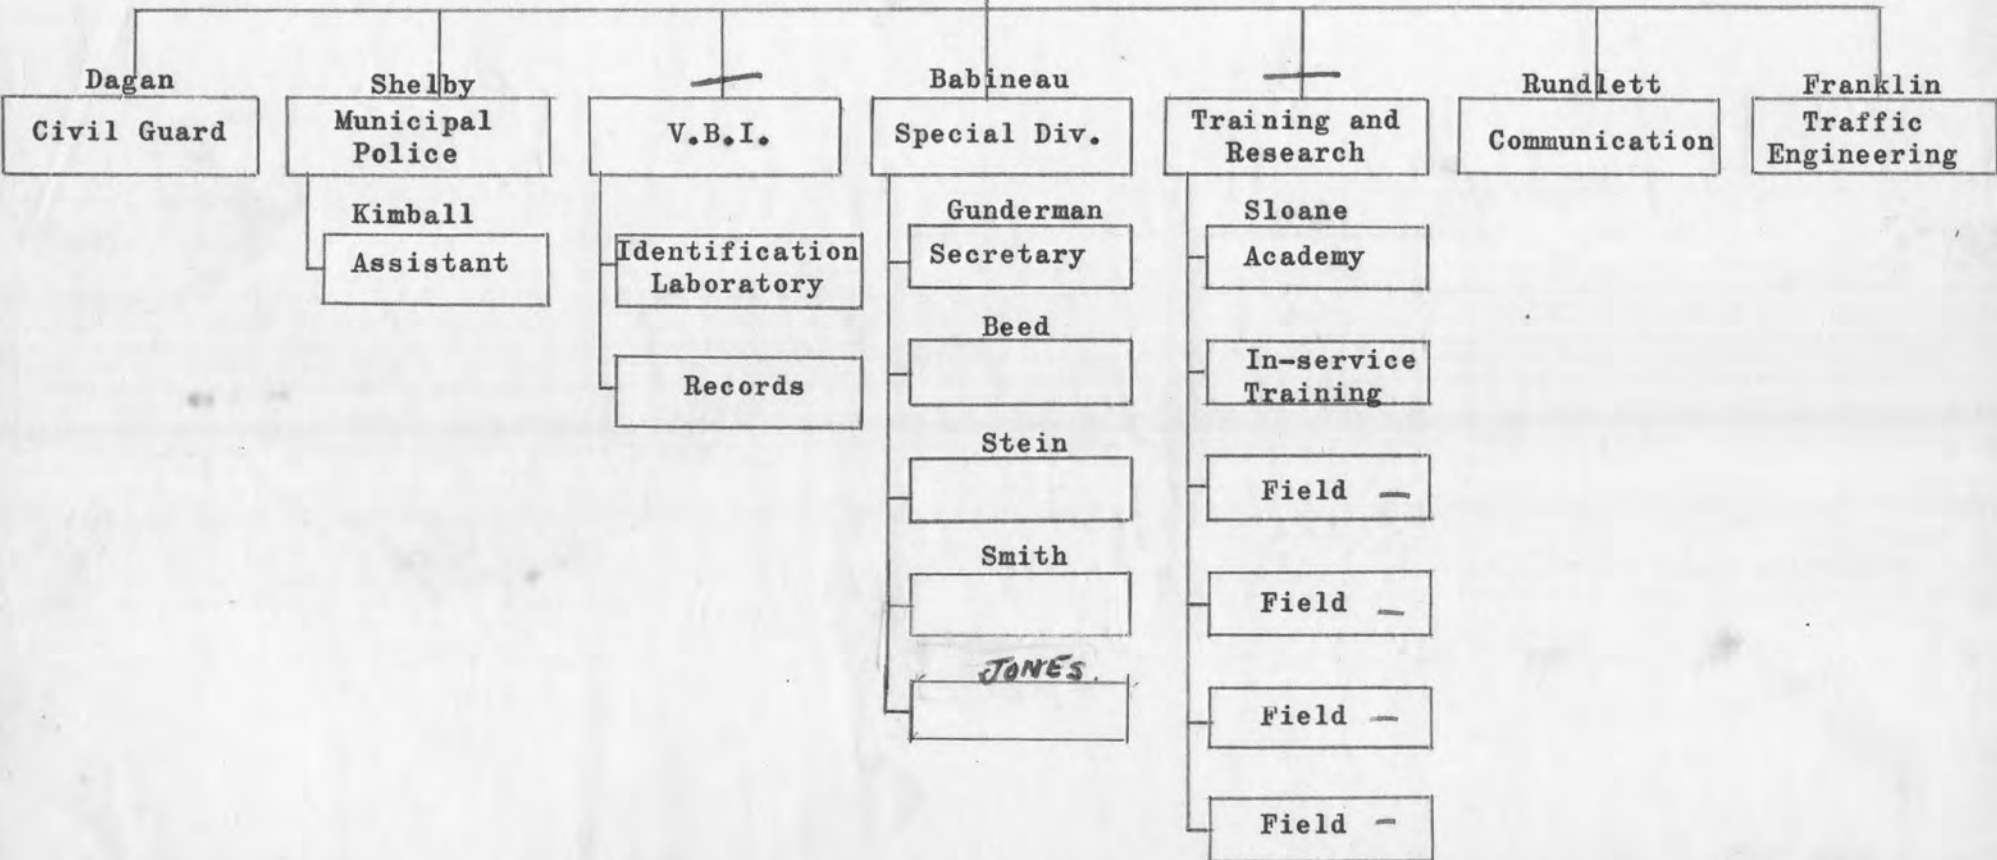 Dagan
Civil Guard
Shelby
Municipal
Police
Kimball
Assistant
—
V.B.I.
Identification
Laboratory
Records
Babineau
Special Div.
Gunderman
Secretary
Beed
Stein
Smith
JONES.
—
Training and
Research
Sloane
Academy
In-service
Training
Field —
Field —
Field —
Field —
Rundlett
Communication
Franklin
Traffic
Engineering